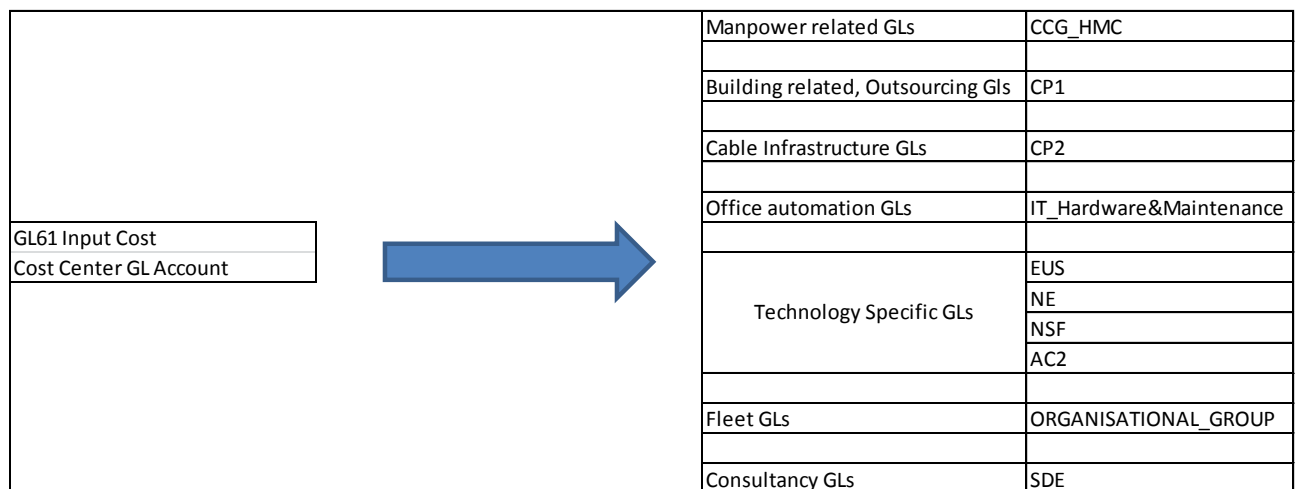 Manpower related GLs CCG_HMC
Building related, Outsourcing Gls CP1
Cable Infrastructure GLs CP2
Office automation GLs IT_Hardware&Maintenance
GL61 Input Cost
Cost Center GL Account
Technology Specific GLs
EUS
NE
NSF
AC2
Fleet GLs ORGANISATIONAL_GROUP
Consultancy GLs SDE